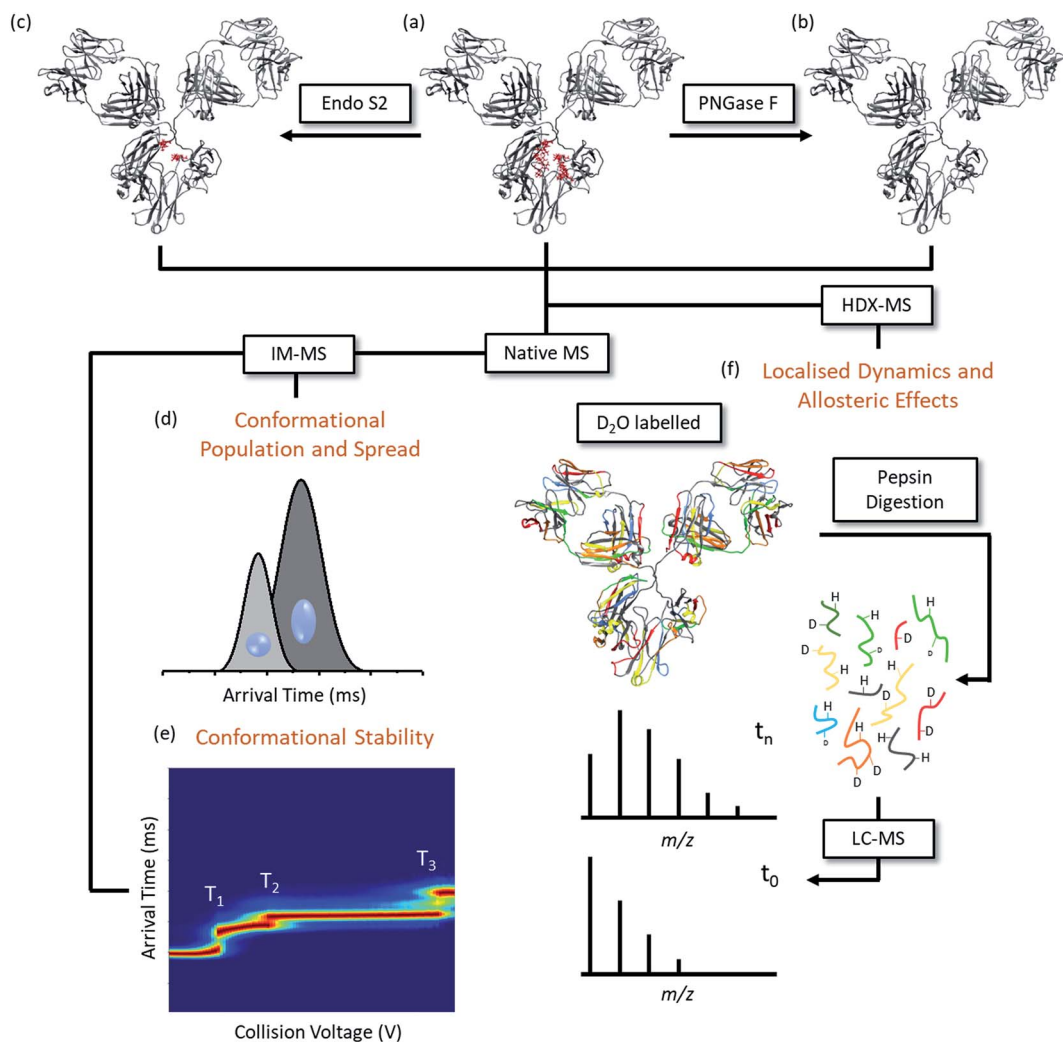 (c)
(a)
(b)
Endo S2
PNGase F
HDX-MS
IM-MS
Native MS
(f)
Localised Dynamics and
Allosteric Effects
(d)
Conformational
Population and Spread
D₂O labelled
Pepsin
Digestion
Arrival Time (ms)
H
D
H
D
D
H
D
D
H
H
D
D
H
D
H
D
H
D
D
(e)
Conformational Stability
tₙ
m/z
LC-MS
t₀
m/z
Arrival Time (ms)
T₁
T₂
T₃
Collision Voltage (V)